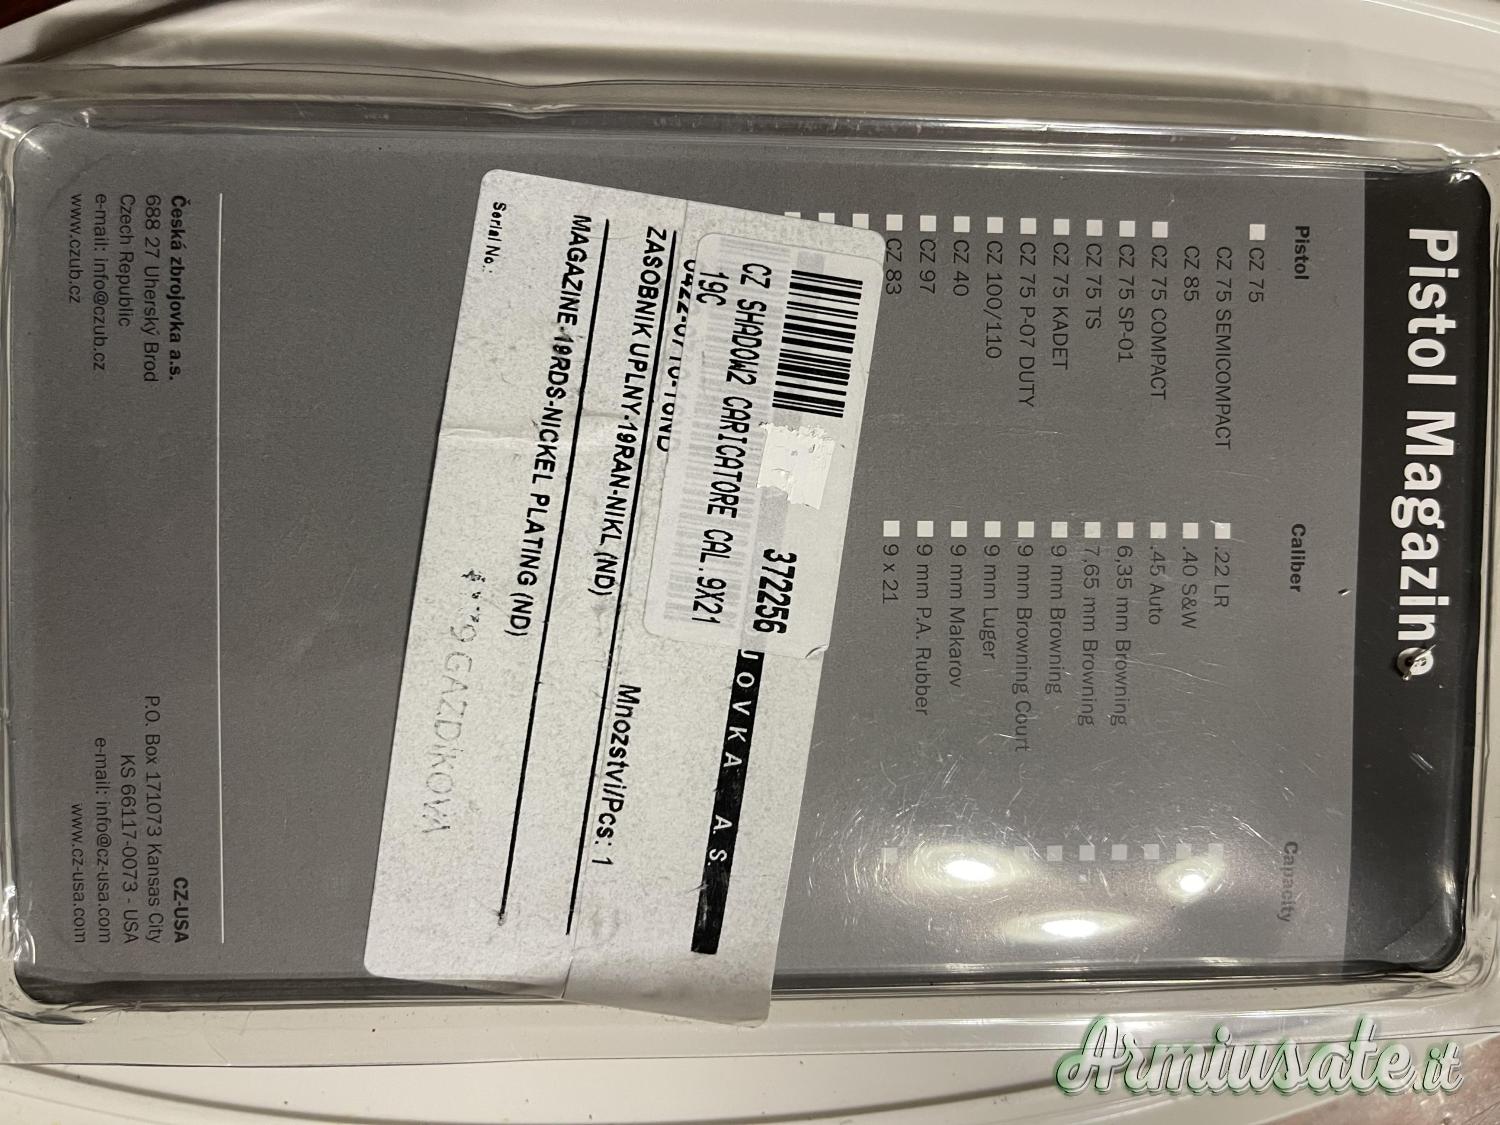 Pistol Magazine
Pistol
CZ 75
CZ 75 SEMICOMPACT
CZ 85
CZ 75 COMPACT
CZ 75 SP-01
CZ 75 TS
CZ 75 KADET
CZ 75 P-07 DUTY
CZ 100/110
CZ 40
CZ 97
CZ 83
Caliber
.22 LR
.40 S&W
.45 Auto
6,35 mm Browning
7,65 mm Browning
9 mm Browning
9 mm Browning Court
9 mm Luger
9 mm Makarov
9 mm P.A. Rubber
9 x 21
Capacity
372256
CZ SHADOW2 CARICATORE CAL.9X21
19C
JOVKA A.S.
ZASOBNIK UPLNY-19RAN-NIKL (ND)
Mnozstvi/Pcs: 1
MAGAZINE-19RDS-NICKEL PLATING (ND)
Serial No.:
GAZDÍKOVÁ
Česká zbrojovka a.s.
688 27 Uherský Brod
Czech Republic
e-mail: info@czub.cz
www.czub.cz
CZ-USA
P.O. Box 171073 Kansas City
KS 66117-0073 - USA
e-mail: info@cz-usa.com
www.cz-usa.com
Armiusate.it